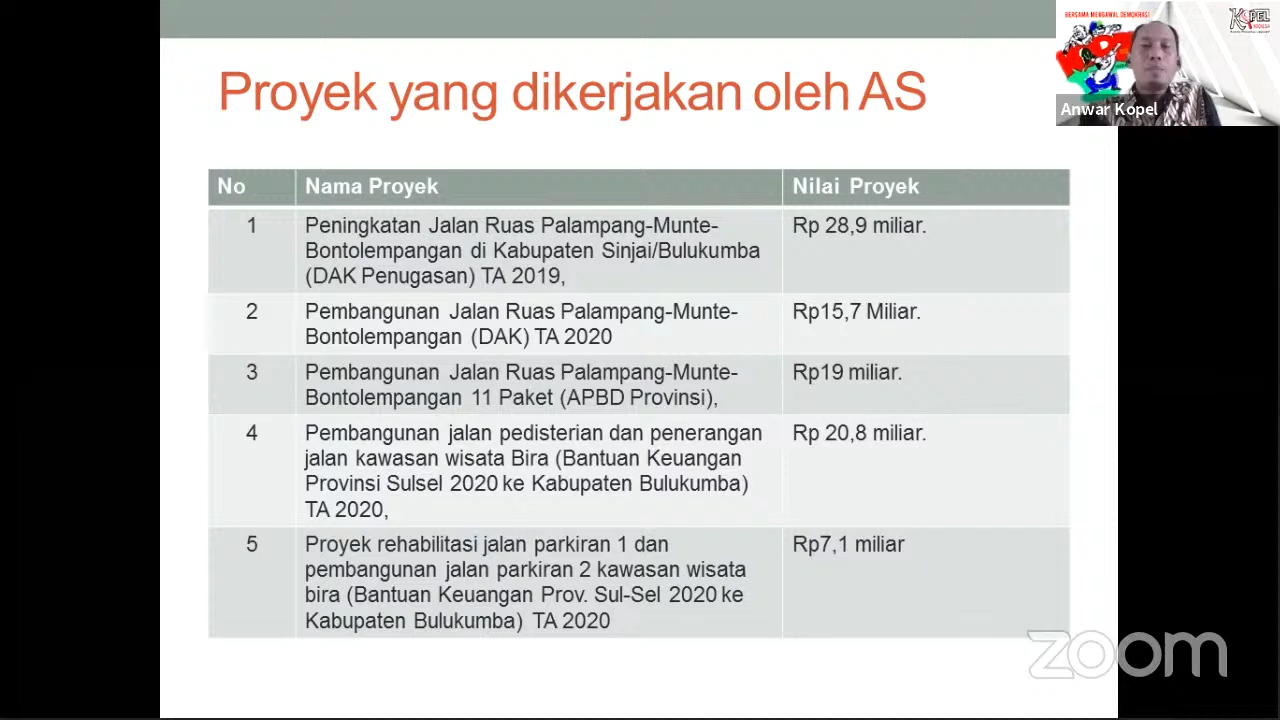 BERSAMA MENGAWAL DEMOKRASI
KOPEL
Anwar Kopel
Proyek yang dikerjakan oleh AS
No Nama Proyek Nilai Proyek
1 Peningkatan Jalan Ruas Palampang-Munte- Rp 28,9 miliar.
Bontolempangan di Kabupaten Sinjai/Bulukumba
(DAK Penugasan) TA 2019,
2 Pembangunan Jalan Ruas Palampang-Munte- Rp15,7 Miliar.
Bontolempangan (DAK) TA 2020
3 Pembangunan Jalan Ruas Palampang-Munte- Rp19 miliar.
Bontolempangan 11 Paket (APBD Provinsi),
4 Pembangunan jalan pedisterian dan penerangan Rp 20,8 miliar.
jalan kawasan wisata Bira (Bantuan Keuangan
Provinsi Sulsel 2020 ke Kabupaten Bulukumba)
TA 2020,
5 Proyek rehabilitasi jalan parkiran 1 dan Rp7,1 miliar
pembangunan jalan parkiran 2 kawasan wisata
bira (Bantuan Keuangan Prov. Sul-Sel 2020 ke
Kabupaten Bulukumba) TA 2020
zoom